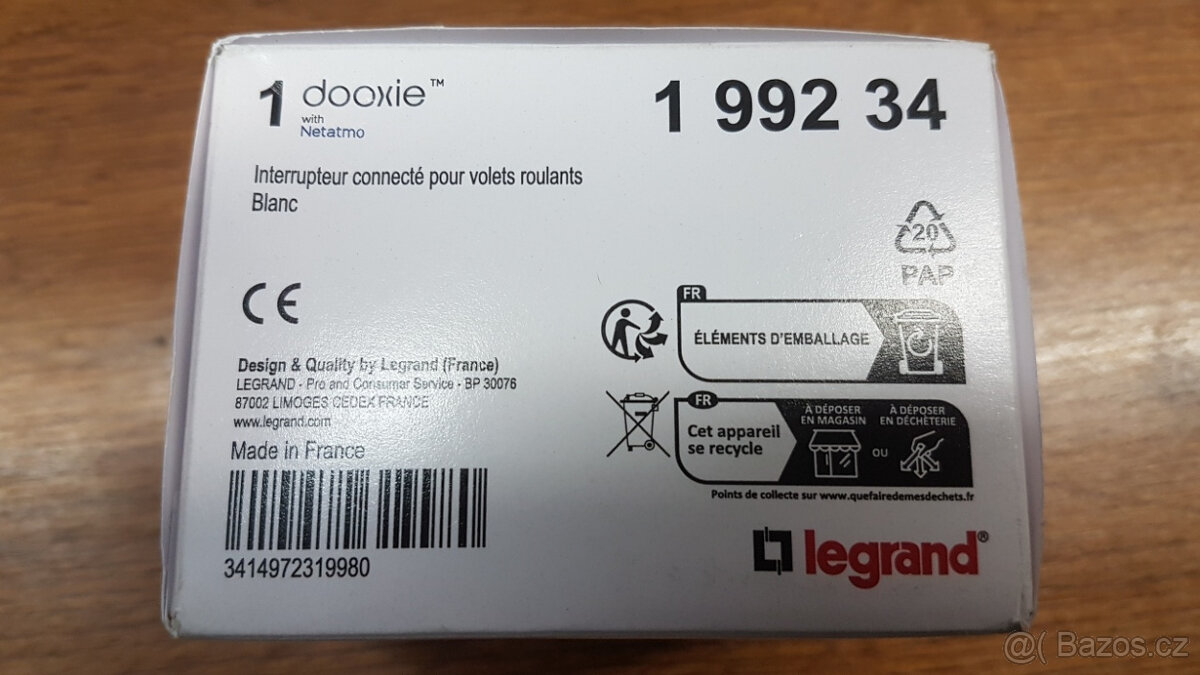 1 dooxie™
with
Netatmo
1 992 34
Interrupteur connecté pour volets roulants
Blanc
20
PAP
CE
FR
ÉLÉMENTS D'EMBALLAGE
Design & Quality by Legrand (France)
LEGRAND - Pro and Consumer Service - BP 30076
87002 LIMOGES CEDEX FRANCE
www.legrand.com
Made in France
3414972319980
FR
Cet appareil
se recycle
À DÉPOSER
EN MAGASIN
OU
À DÉPOSER
EN DÉCHÈTERIE
Points de collecte sur www.quefairedemesdechets.fr
legrand®
@( Bazoš.cz